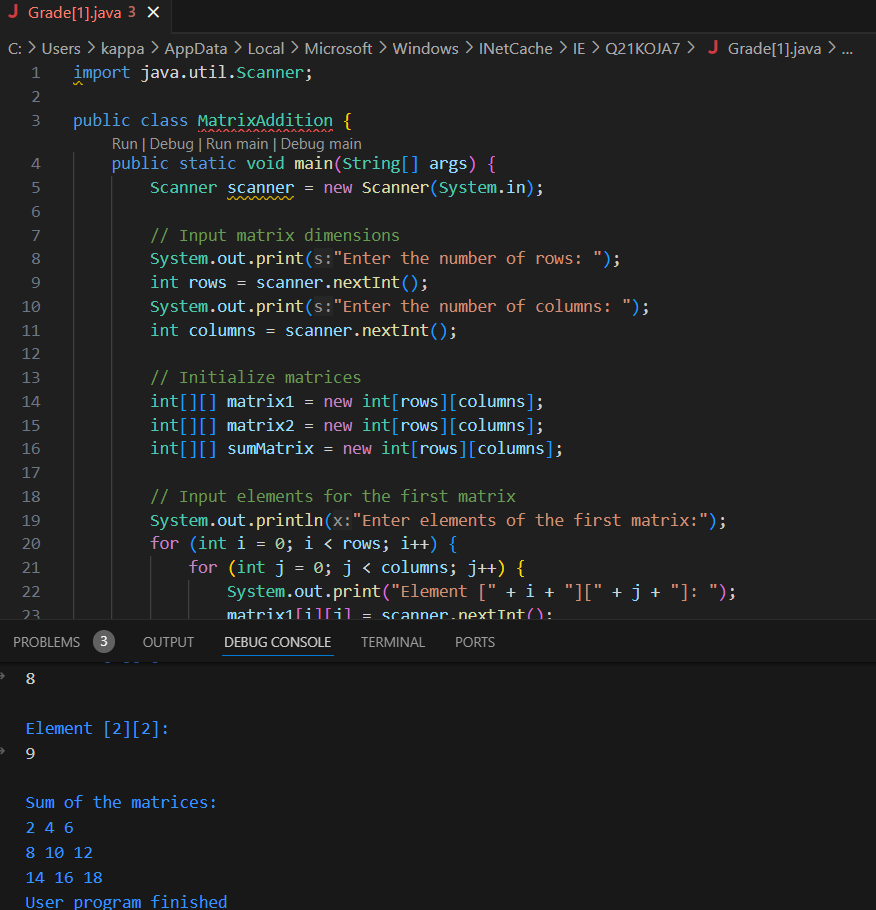 J Grade[1].java 3 ×
C: > Users > kappa > AppData > Local > Microsoft > Windows > INetCache > IE > Q21KOJA7 > J Grade[1].java > ...
1 import java.util.Scanner;
2
3 public class MatrixAddition {
Run | Debug | Run main | Debug main
4 public static void main(String[] args) {
5 Scanner scanner = new Scanner(System.in);
6
7 // Input matrix dimensions
8 System.out.print(s:"Enter the number of rows: ");
9 int rows = scanner.nextInt();
10 System.out.print(s:"Enter the number of columns: ");
11 int columns = scanner.nextInt();
12
13 // Initialize matrices
14 int[][] matrix1 = new int[rows][columns];
15 int[][] matrix2 = new int[rows][columns];
16 int[][] sumMatrix = new int[rows][columns];
17
18 // Input elements for the first matrix
19 System.out.println(x:"Enter elements of the first matrix:");
20 for (int i = 0; i < rows; i++) {
21 for (int j = 0; j < columns; j++) {
22 System.out.print("Element [" + i + "][" + j + "]: ");
23 matrix1[i][j] = scanner.nextInt();
PROBLEMS 3 OUTPUT DEBUG CONSOLE TERMINAL PORTS
8
Element [2][2]:
9
Sum of the matrices:
2 4 6
8 10 12
14 16 18
User program finished